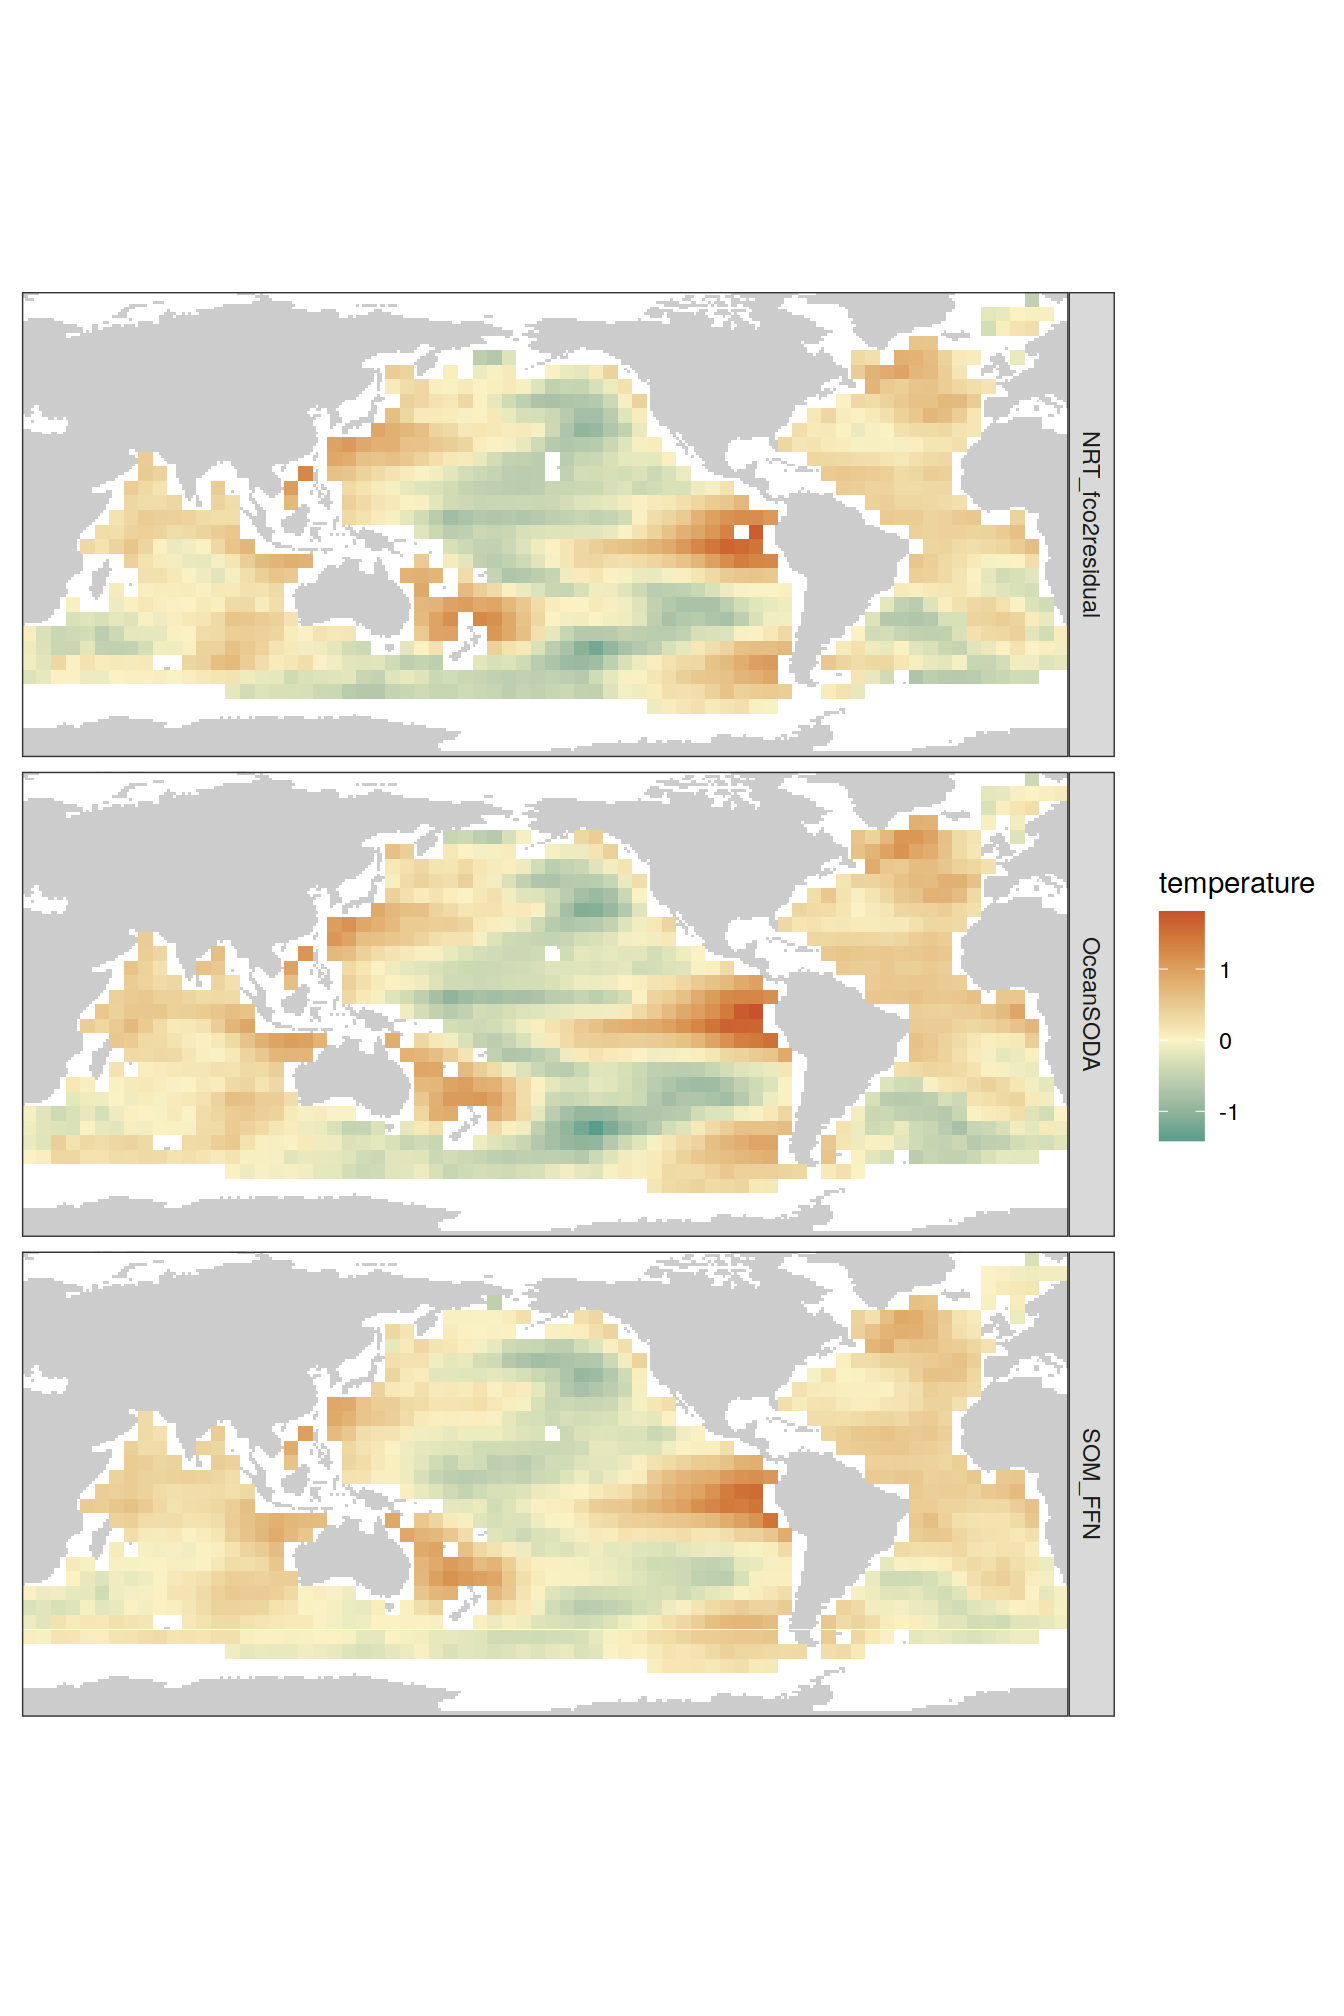 NRT_fco2residual
OceanSODA
SOM_FFN
temperature
1
0
-1